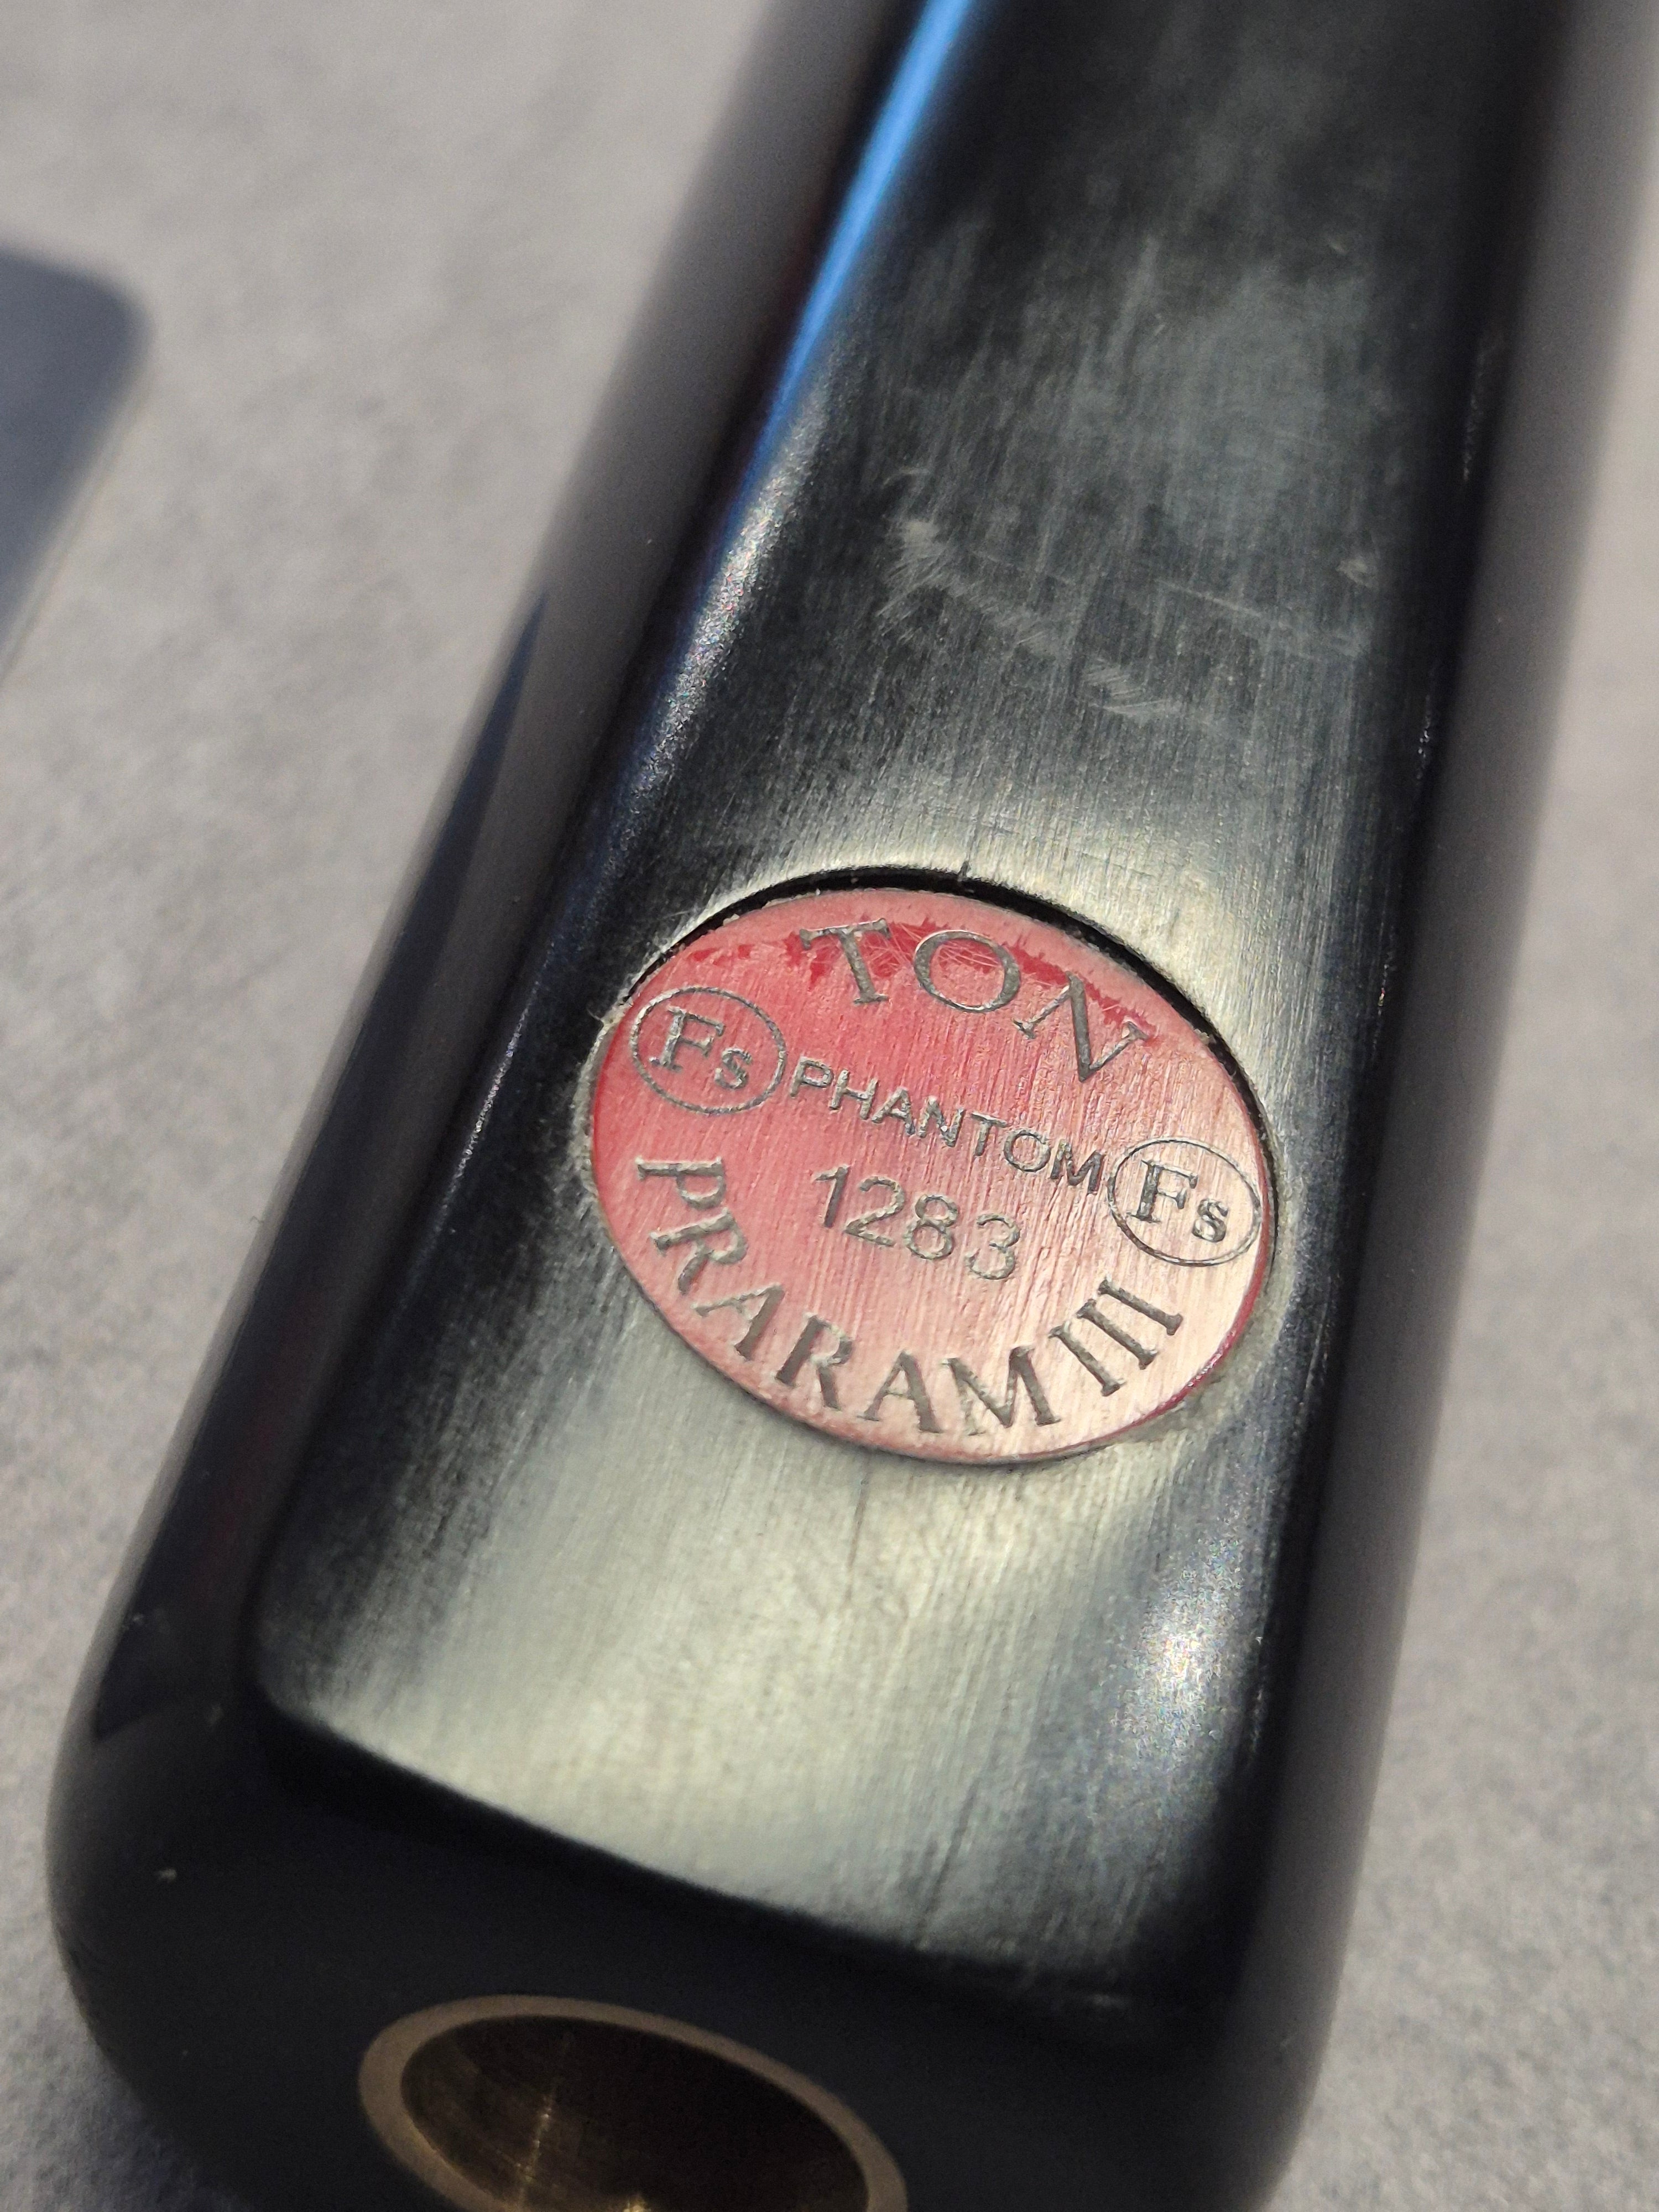 TON
Fs PHANTOM Fs
1283
PRARAM III